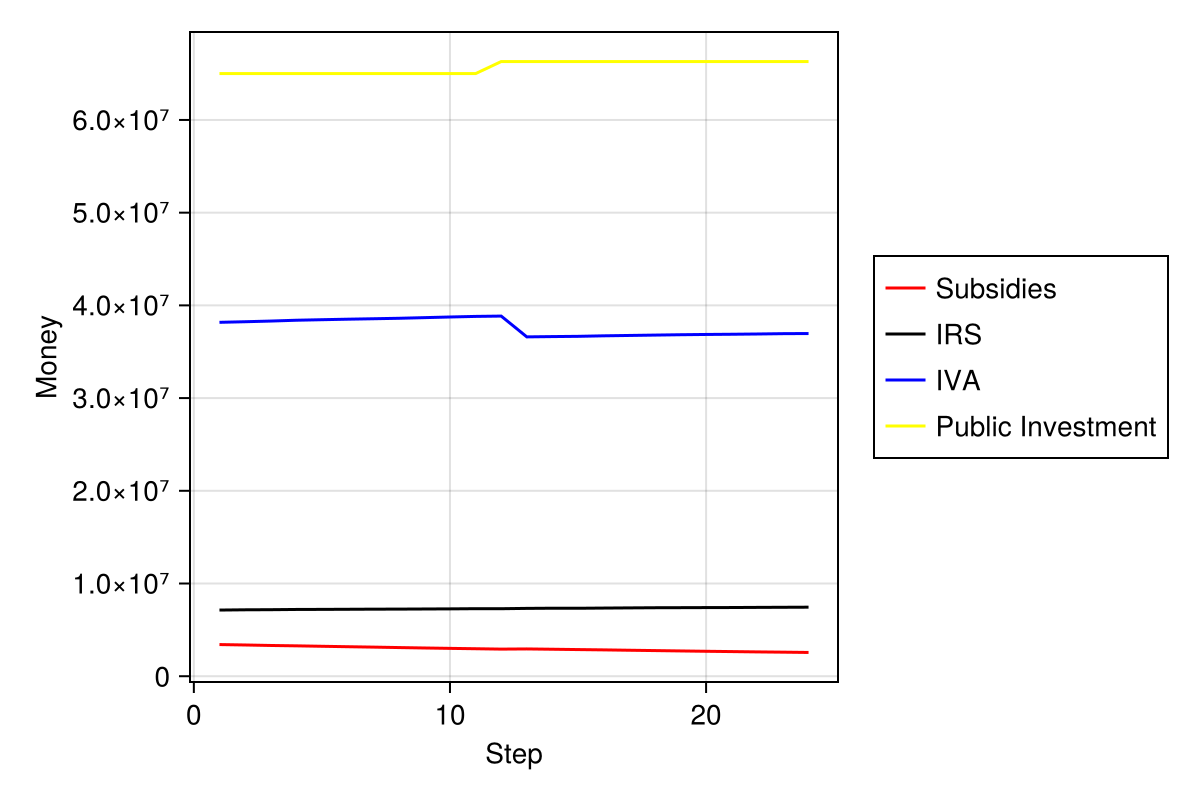 6.0×10⁷
5.0×10⁷
4.0×10⁷
3.0×10⁷
2.0×10⁷
1.0×10⁷
0
Money
0 10 20
Step
Subsidies
IRS
IVA
Public Investment